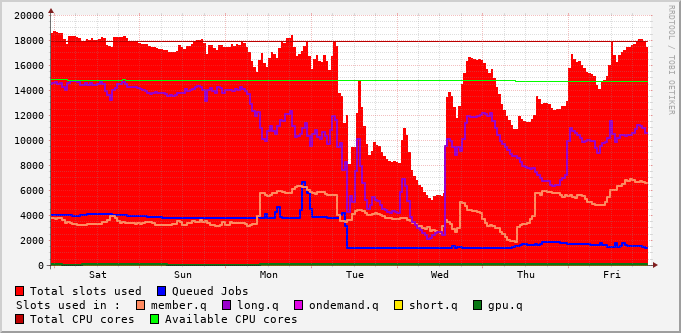 20000
18000
16000
14000
12000
10000
8000
6000
4000
2000
0
Sat Sun Mon Tue Wed Thu Fri
RRDTOOL / TOBI OETIKER
Total slots used Queued Jobs
Slots used in : member.q long.q ondemand.q short.q gpu.q
Total CPU cores Available CPU cores